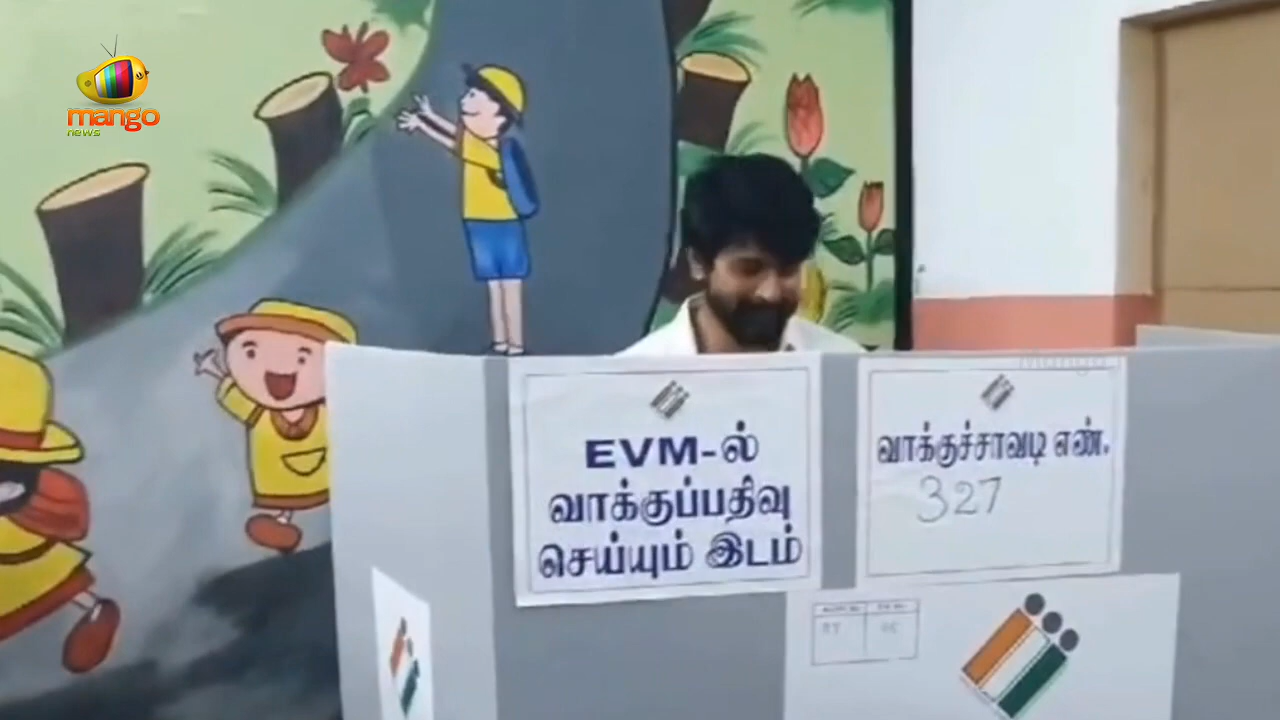 mango
news
EVM-ல்
வாக்குப்பதிவு
செய்யும் இடம்
வாக்குச்சாவடி எண்.
327